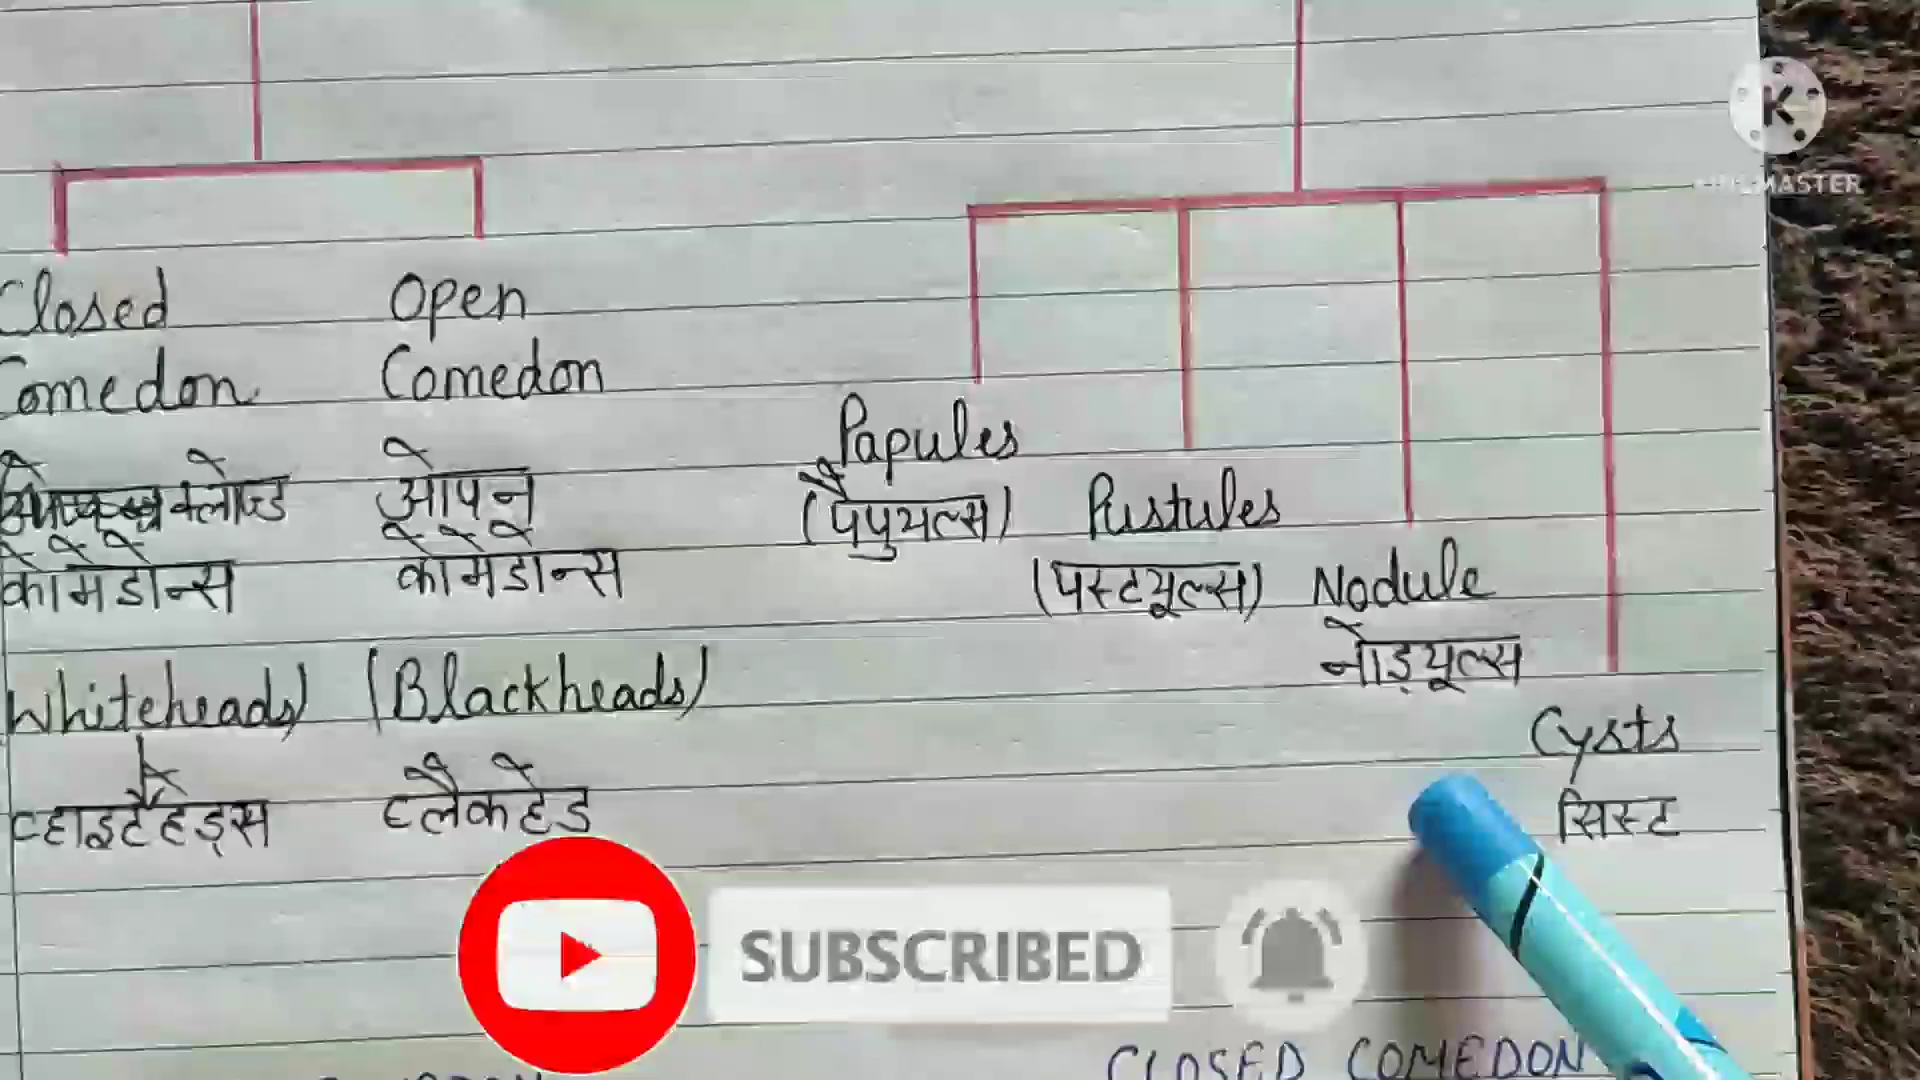 Closed
Comedon
क्लोज्ड
कोमेडोन्स
Whiteheads)
व्हाइटहैड्स
Open
Comedon
ओपन
कोमेडोन्स
(Blackheads)
ब्लैकहेड
Papules
(पैपुयल्स)
Pustules
(पस्टयूल्स)
Nodule
नोड्यूल्स
Cysts
सिस्ट
SUBSCRIBED
CLOSED COMEDON
K
KINEMASTER